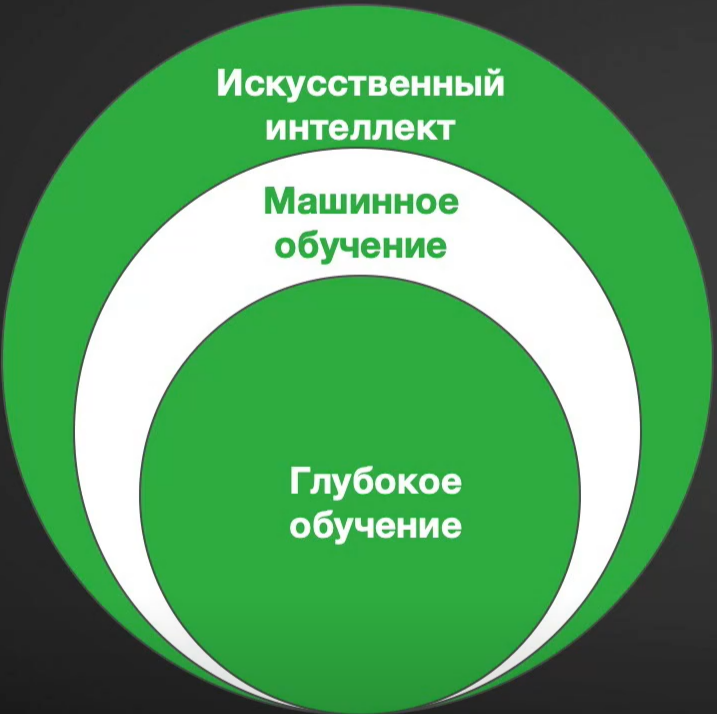 Искусственный
интеллект
Машинное
обучение
Глубокое
обучение